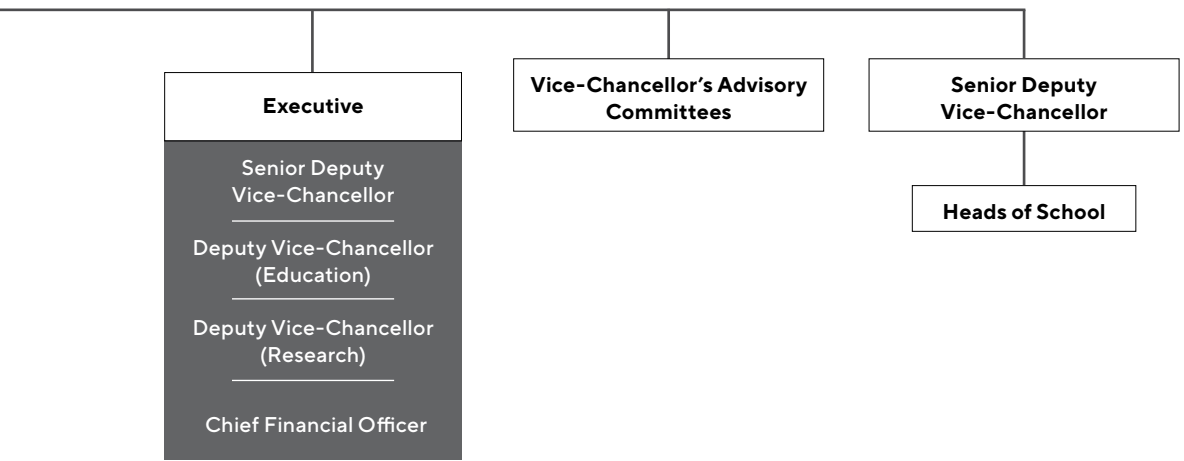 Executive
Senior Deputy
Vice-Chancellor
Deputy Vice-Chancellor
(Education)
Deputy Vice-Chancellor
(Research)
Chief Financial Officer
Vice-Chancellor’s Advisory
Committees
Senior Deputy
Vice-Chancellor
Heads of School